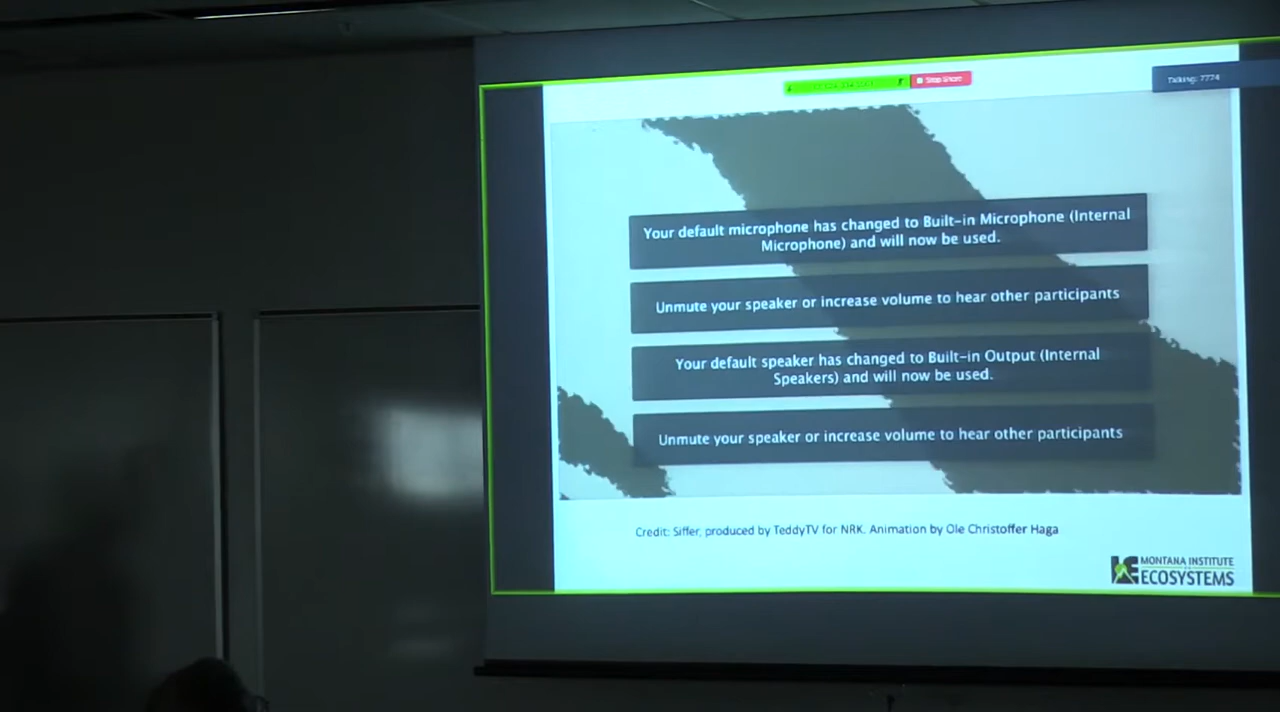 Stop Share
Talking: 7774
Your default microphone has changed to Built-in Microphone (Internal
Microphone) and will now be used.
Unmute your speaker or increase volume to hear other participants
Your default speaker has changed to Built-in Output (Internal
Speakers) and will now be used.
Unmute your speaker or increase volume to hear other participants
Credit: Siffer, produced by TeddyTV for NRK. Animation by Ole Christoffer Haga
MONTANA INSTITUTE
ECOSYSTEMS